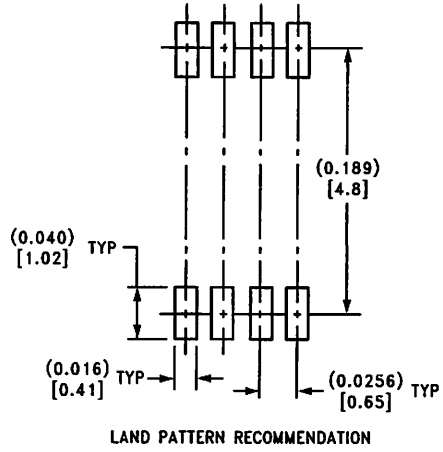 (0.189)
[4.8]
(0.040)
[1.02] TYP
(0.016)
[0.41] TYP
(0.0256)
[0.65] TYP
LAND PATTERN RECOMMENDATION